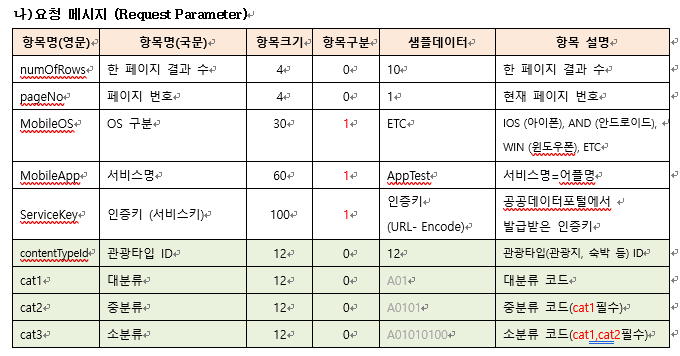 나)요청 메시지 (Request Parameter)
항목명(영문) 항목명(국문) 항목크기 항목구분 샘플데이터 항목 설명
numOfRows 한 페이지 결과 수 4 0 10 한 페이지 결과 수
pageNo 페이지 번호 4 0 1 현재 페이지 번호
MobileOS OS 구분 30 1 ETC IOS (아이폰), AND (안드로이드),
WIN (윈도우폰), ETC
MobileApp 서비스명 60 1 AppTest 서비스명=어플명
ServiceKey 인증키 (서비스키) 100 1 인증키
(URL- Encode)
공공데이터포털에서
발급받은 인증키
contentTypeId 관광타입 ID 12 0 12 관광타입(관광지, 숙박 등) ID
cat1 대분류 12 0 A01 대분류 코드
cat2 중분류 12 0 A0101 중분류 코드(cat1필수)
cat3 소분류 12 0 A01010100 소분류 코드(cat1,cat2필수)